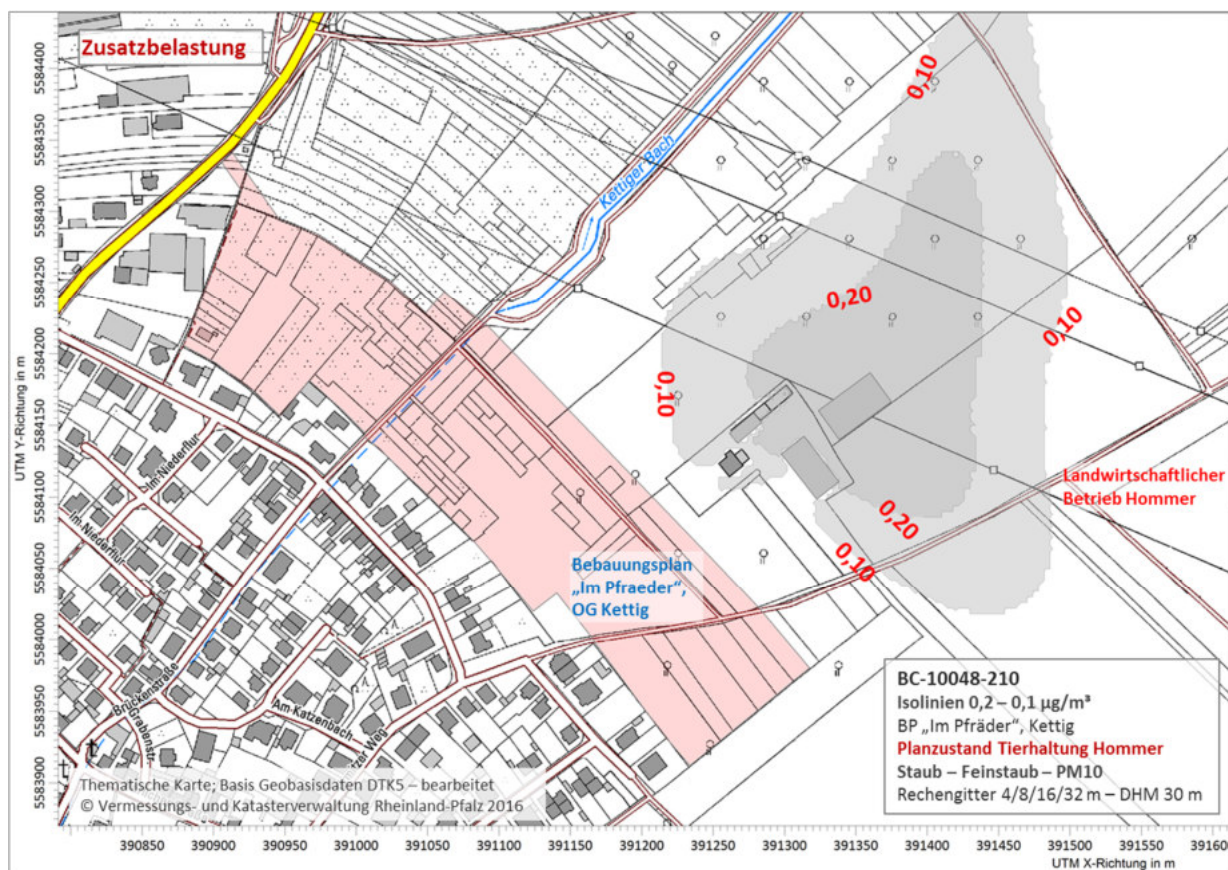 Zusatzbelastung
5584400
5584350
5584300
5584250
5584200
5584150
5584100
5584050
5584000
5583950
5583900
UTM Y-Richtung in m
Kettiger Bach
0,10
0,20
0,10
0,10
0,20
0,10
Landwirtschaftlicher
Betrieb Hommer
Im-Niederflur
Im-Niederflur
Bebauungsplan
„Im Pfraeder“,
OG Kettig
Brückenstraße
Grabenstr.
Am-Katzenbach
Weg
BC-10048-210
Isolinien 0,2 – 0,1 µg/m³
BP „Im Pfräder“, Kettig
Planzustand Tierhaltung Hommer
Staub – Feinstaub – PM10
Rechengitter 4/8/16/32 m – DHM 30 m
Thematische Karte; Basis Geobasisdaten DTK5 – bearbeitet
© Vermessungs- und Katasterverwaltung Rheinland-Pfalz 2016
390850 390900 390950 391000 391050 391100 391150 391200 391250 391300 391350 391400 391450 391500 391550 39160
UTM X-Richtung in m